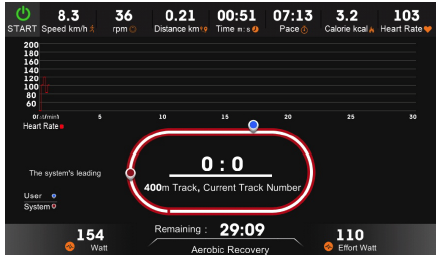 8.3 36 0.21 00:51 07:13 3.2 103
START Speed km/h rpm Distance km Time m:s Pace Calorie kcal Heart Rate
200
180
160
140
120
100
80
60
0 5 10 15 20 25 30
Heart Rate
0 : 0
The system's leading
400m Track, Current Track Number
User
System
154 Remaining : 29:09 110
Watt Aerobic Recovery Effort Watt